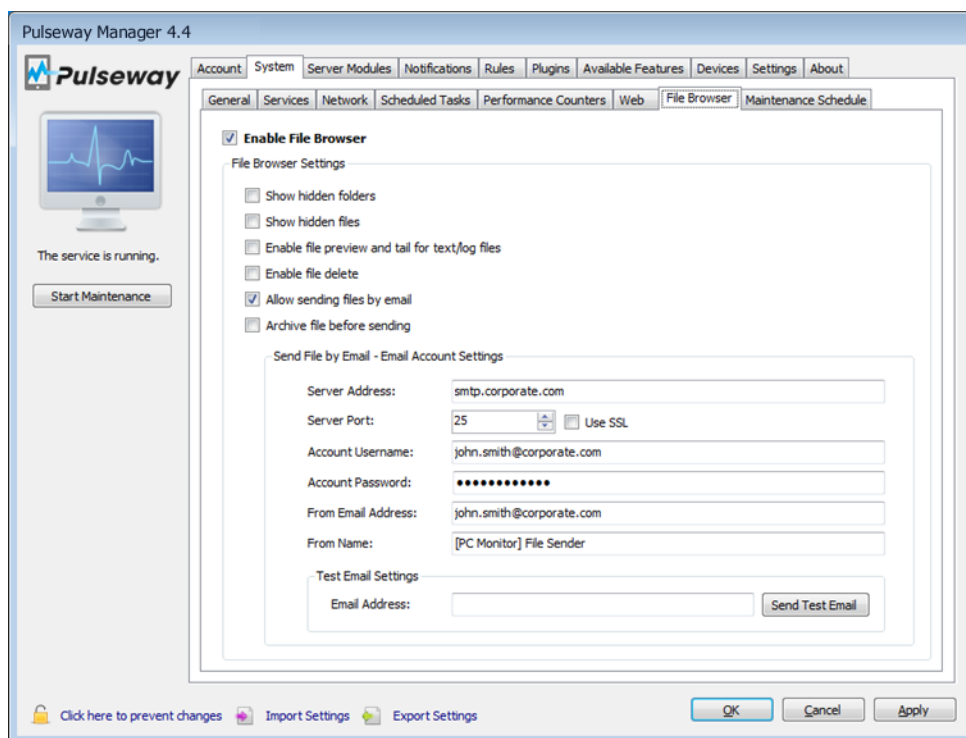 Pulseway Manager 4.4
Pulseway
Account System Server Modules Notifications Rules Plugins Available Features Devices Settings About
General Services Network Scheduled Tasks Performance Counters Web File Browser Maintenance Schedule
Enable File Browser
File Browser Settings
Show hidden folders
Show hidden files
Enable file preview and tail for text/log files
Enable file delete
Allow sending files by email
Archive file before sending
The service is running.
Start Maintenance
Send File by Email - Email Account Settings
Server Address: smtp.corporate.com
Server Port: 25 Use SSL
Account Username: john.smith@corporate.com
Account Password: ●●●●●●●●●●●●
From Email Address: john.smith@corporate.com
From Name: [PC Monitor] File Sender
Test Email Settings
Email Address: Send Test Email
Click here to prevent changes Import Settings Export Settings OK Cancel Apply